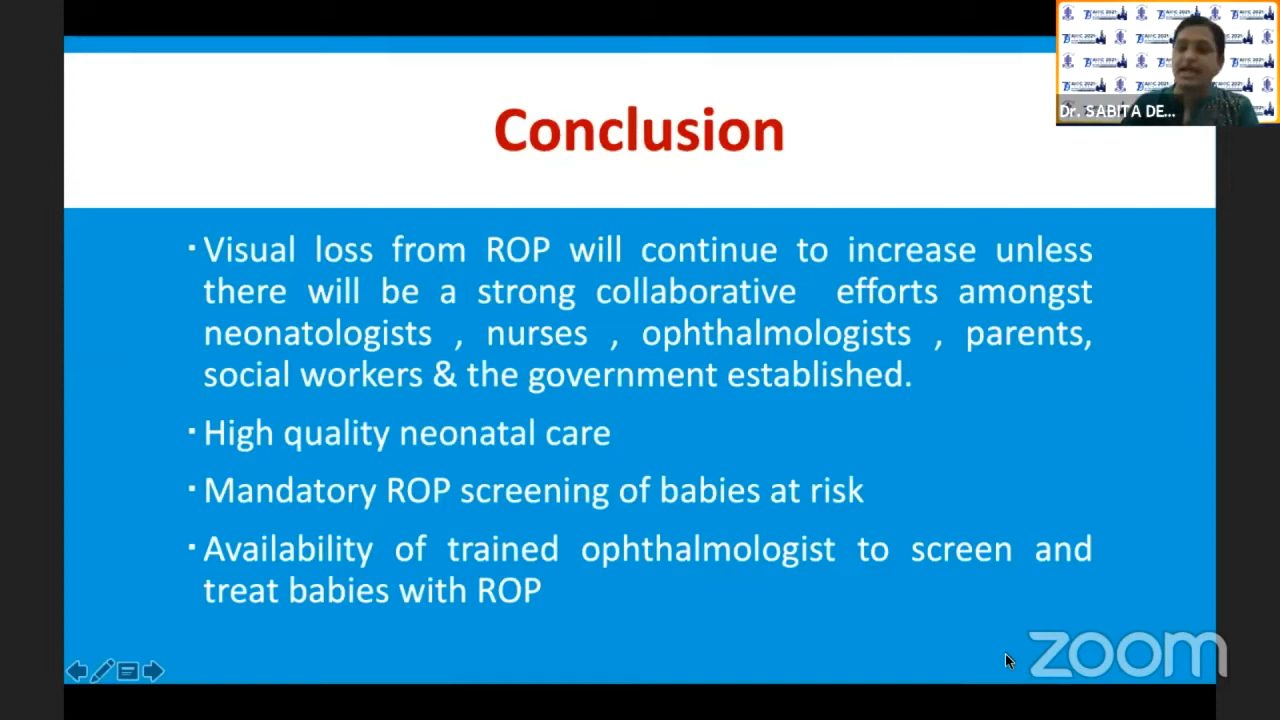 Conclusion
Dr. SABITA DE...
▪ Visual loss from ROP will continue to increase unless
there will be a strong collaborative efforts amongst
neonatologists , nurses , ophthalmologists , parents,
social workers & the government established.
▪ High quality neonatal care
▪ Mandatory ROP screening of babies at risk
▪ Availability of trained ophthalmologist to screen and
treat babies with ROP
zoom